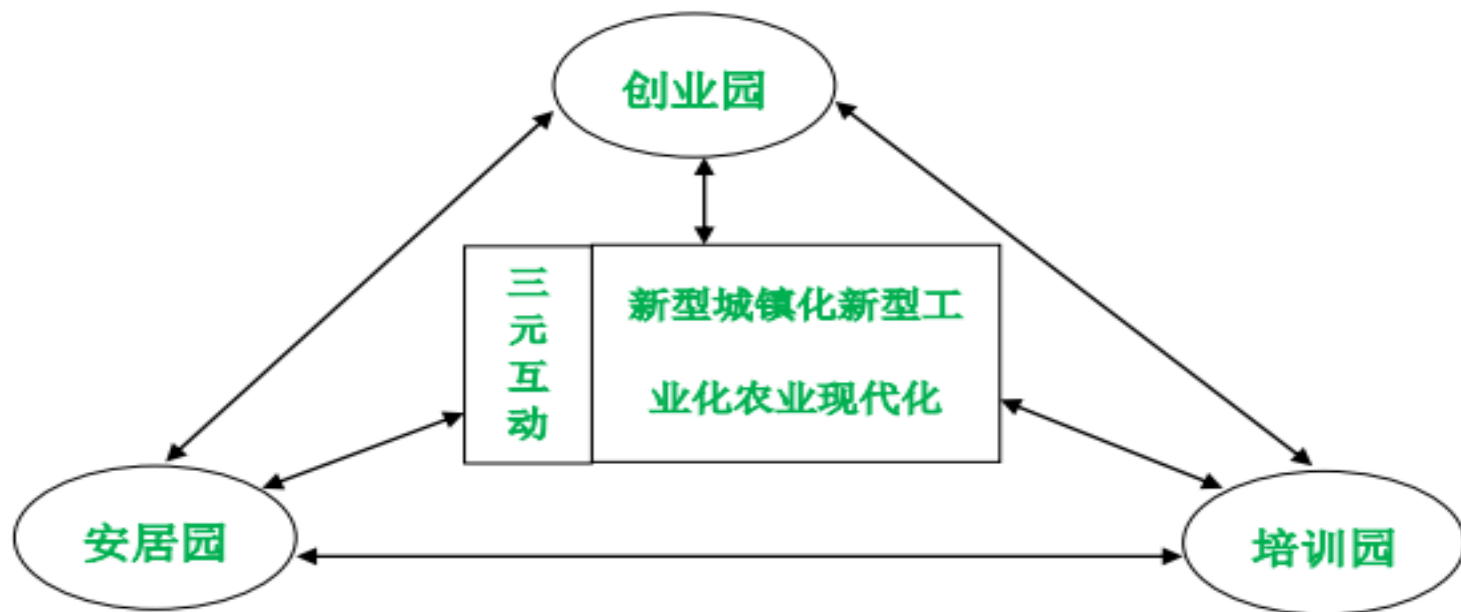 创业园
三元互动
新型城镇化新型工
业化农业现代化
安居园
培训园